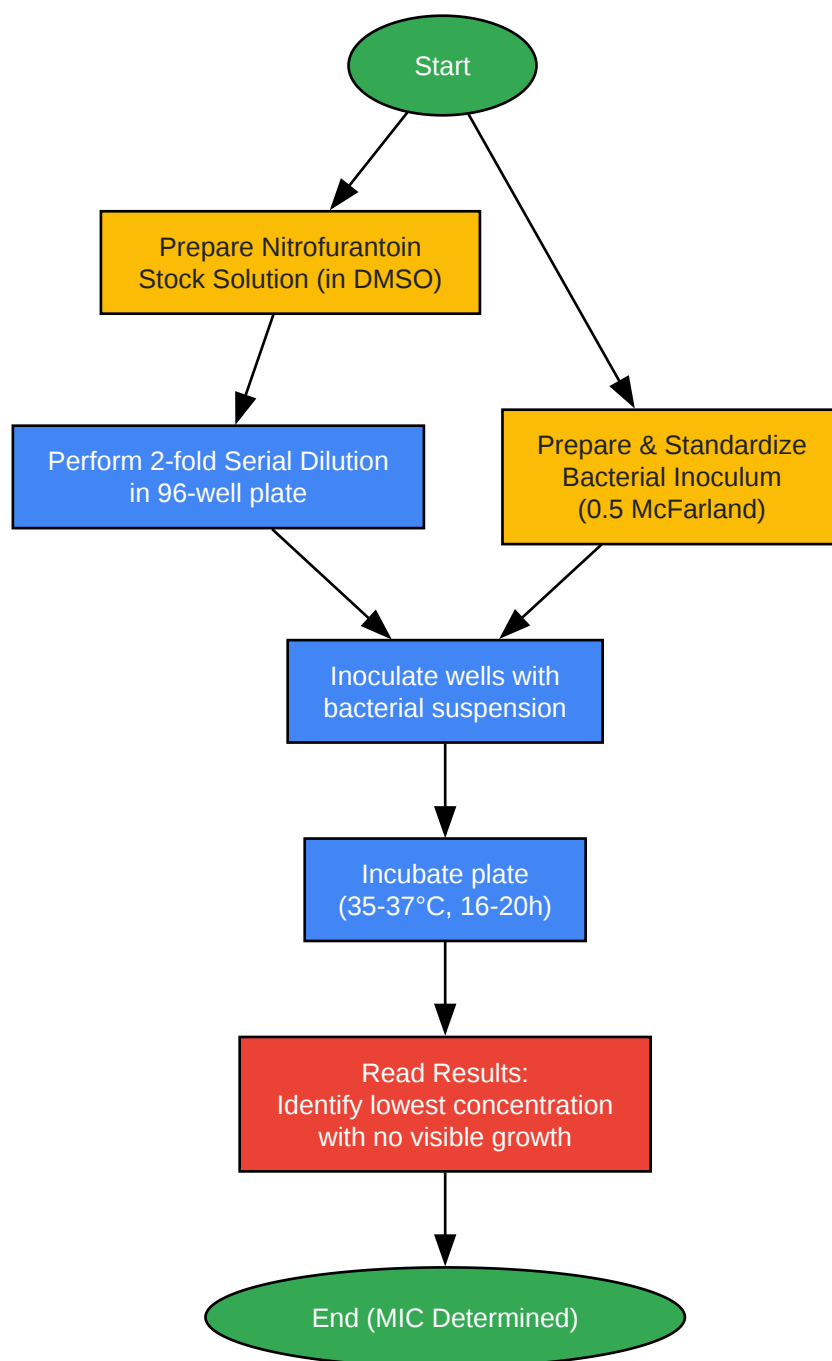 Start
Prepare Nitrofurantoin
Stock Solution (in DMSO)
Perform 2-fold Serial Dilution
in 96-well plate
Prepare & Standardize
Bacterial Inoculum
(0.5 McFarland)
Inoculate wells with
bacterial suspension
Incubate plate
(35-37°C, 16-20h)
Read Results:
Identify lowest concentration
with no visible growth
End (MIC Determined)